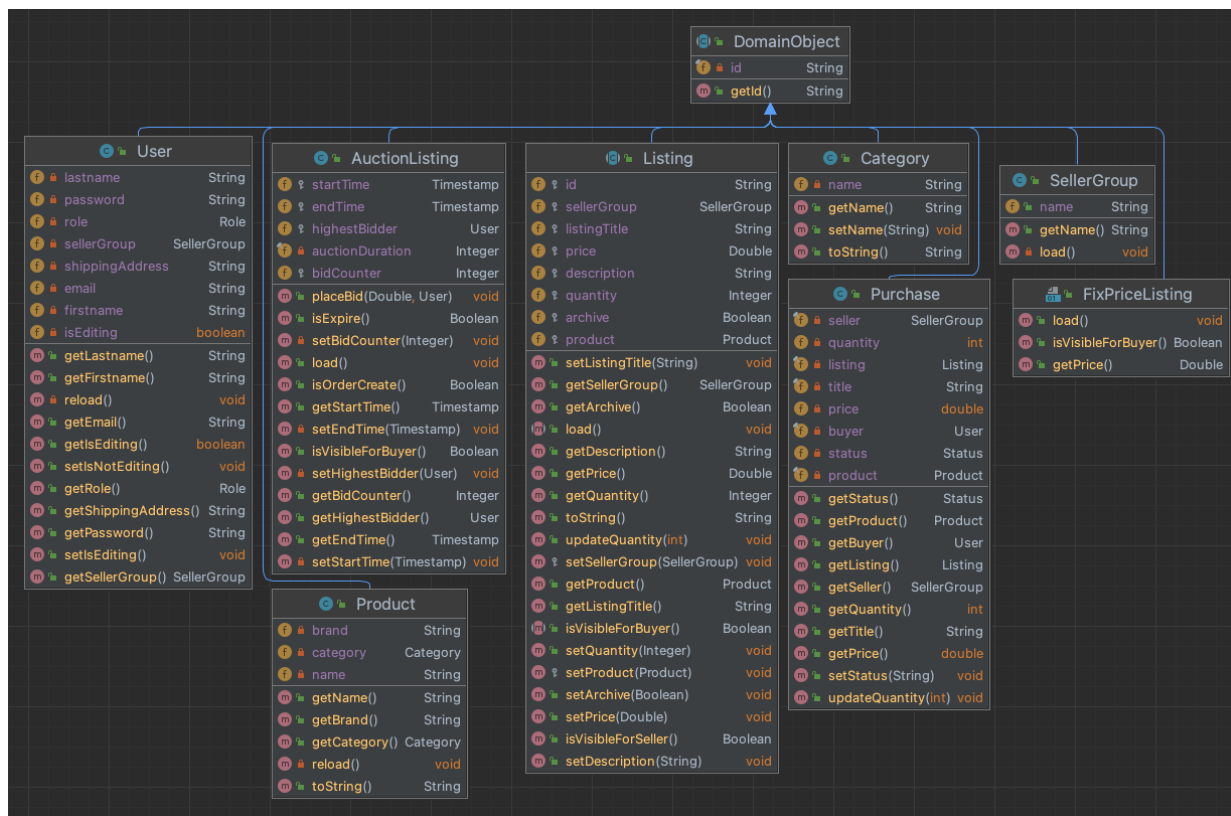 DomainObject
id String
getId() String
User
lastname String
password String
role Role
sellerGroup SellerGroup
shippingAddress String
email String
firstname String
isEditing boolean
getLastname() String
getFirstname() String
reload() void
getEmail() String
getIsEditing() boolean
setIsNotEditing() void
getRole() Role
getShippingAddress() String
getPassword() String
setIsEditing() void
getSellerGroup() SellerGroup
AuctionListing
startTime Timestamp
endTime Timestamp
highestBidder User
auctionDuration Integer
bidCounter Integer
placeBid(Double, User) void
isExpire() Boolean
setBidCounter(Integer) void
load() void
isOrderCreate() Boolean
getStartTime() Timestamp
setEndTime(Timestamp) void
isVisibleForBuyer() Boolean
setHighestBidder(User) void
getBidCounter() Integer
getHighestBidder() User
getEndTime() Timestamp
setStartTime(Timestamp) void
Product
brand String
category Category
name String
getName() String
getBrand() String
getCategory() Category
reload() void
toString() String
Listing
id String
sellerGroup SellerGroup
listingTitle String
price Double
description String
quantity Integer
archive Boolean
product Product
setListingTitle(String) void
getSellerGroup() SellerGroup
getArchive() Boolean
load() void
getDescription() String
getPrice() Double
getQuantity() Integer
toString() String
updateQuantity(int) void
setSellerGroup(SellerGroup) void
getProduct() Product
getListingTitle() String
isVisibleForBuyer() Boolean
setQuantity(Integer) void
setProduct(Product) void
setArchive(Boolean) void
setPrice(Double) void
isVisibleForSeller() Boolean
setDescription(String) void
Category
name String
getName() String
setName(String) void
toString() String
Purchase
seller SellerGroup
quantity int
listing Listing
title String
price double
buyer User
status Status
product Product
getStatus() Status
getProduct() Product
getBuyer() User
getListing() Listing
getSeller() SellerGroup
getQuantity() int
getTitle() String
getPrice() double
setStatus(String) void
updateQuantity(int) void
SellerGroup
name String
getName() String
load() void
FixPriceListing
load() void
isVisibleForBuyer() Boolean
getPrice() Double